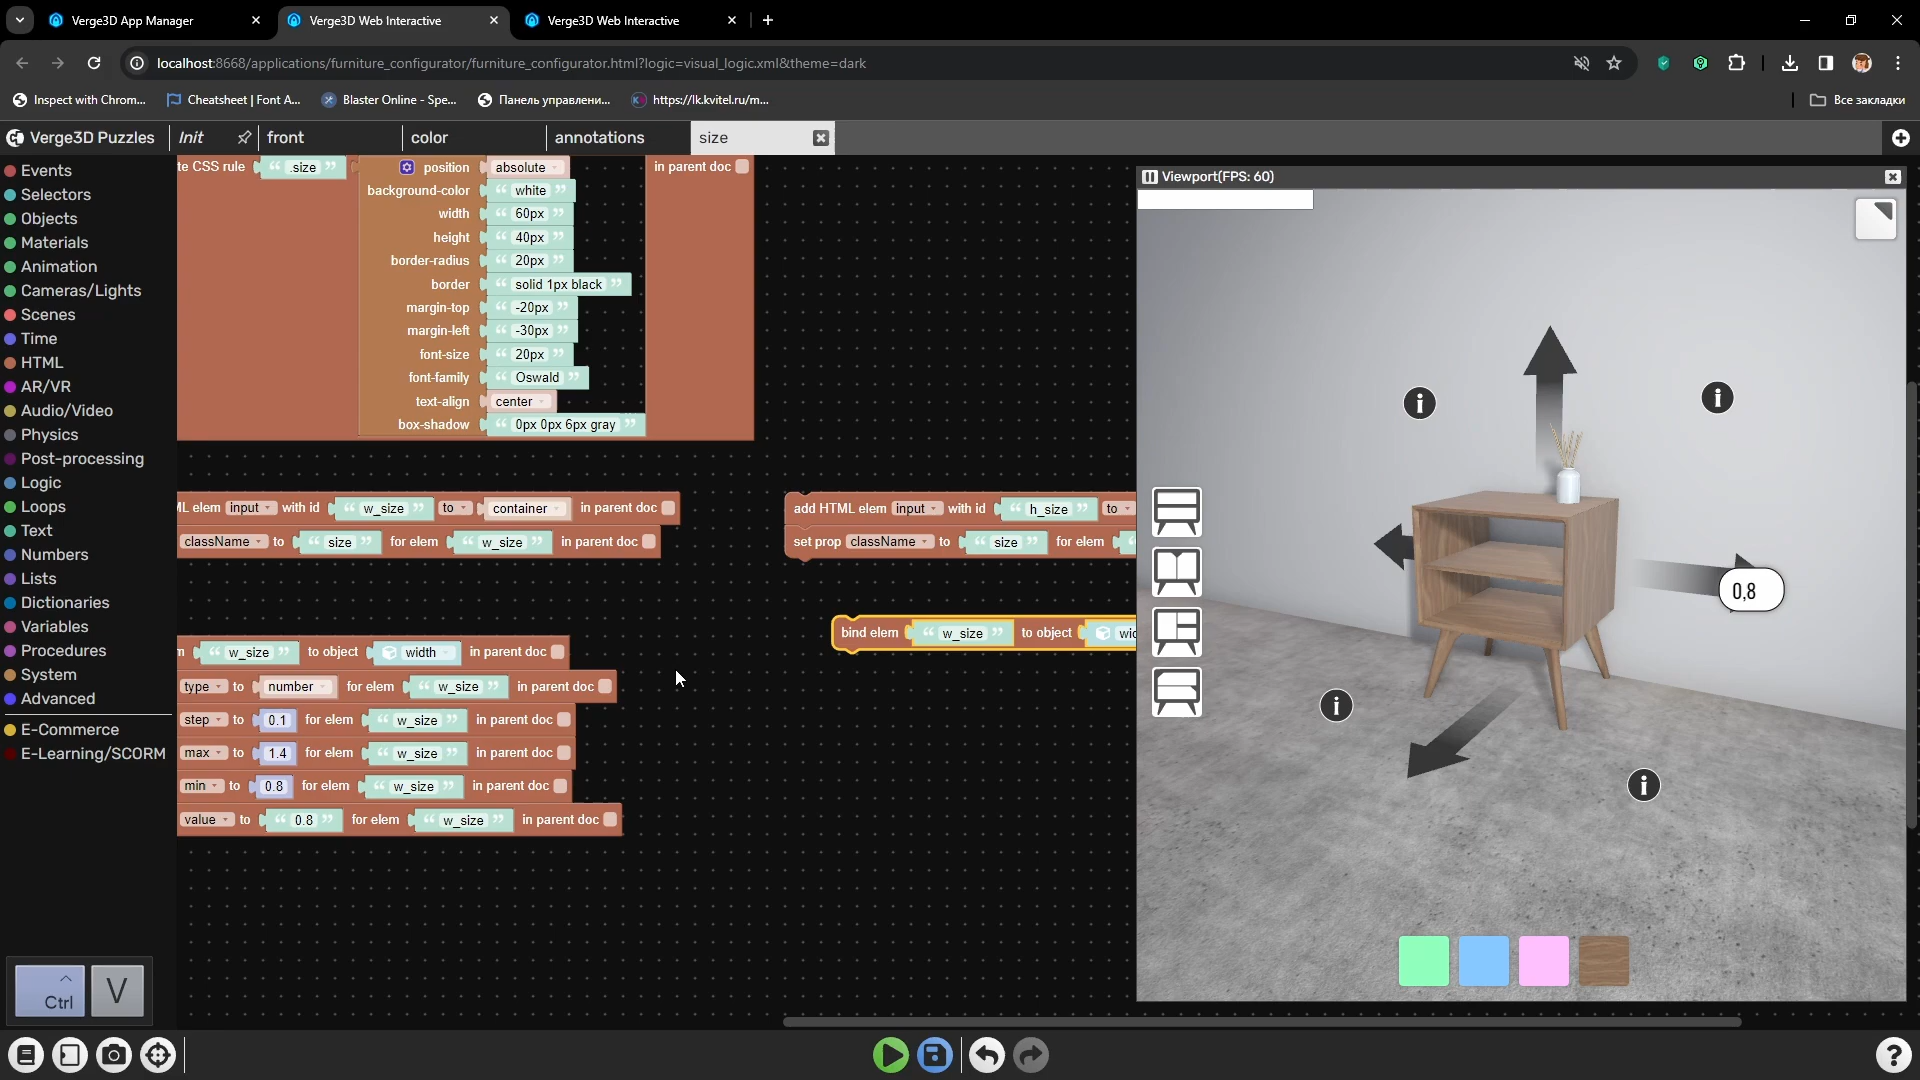 Verge3D App Manager
Verge3D Web Interactive
Verge3D Web Interactive
localhost:8668/applications/furniture_configurator/furniture_configurator.html?logic=visual_logic.xml&theme=dark
Inspect with Chrom...
Cheatsheet | Font A...
Blaster Online - Spe...
Панель управлени...
https://lk.kvitel.ru/m...
Все закладки
Verge3D Puzzles
Init
front
color
annotations
size
Events
Selectors
Objects
Materials
Animation
Cameras/Lights
Scenes
Time
HTML
AR/VR
Audio/Video
Physics
Post-processing
Logic
Loops
Text
Numbers
Lists
Dictionaries
Variables
Procedures
System
Advanced
E-Commerce
E-Learning/SCORM
te CSS rule “ .size ” position absolute in parent doc
background-color “ white ”
width “ 60px ”
height “ 40px ”
border-radius “ 20px ”
border “ solid 1px black ”
margin-top “ -20px ”
margin-left “ -30px ”
font-size “ 20px ”
font-family “ Oswald ”
text-align center
box-shadow “ 0px 0px 6px gray ”
ML elem input with id “ w_size ” to container in parent doc
className to “ size ” for elem “ w_size ” in parent doc
add HTML elem input with id “ h_size ” to
set prop className to “ size ” for elem “
bind elem “ w_size ” to object wid
m “ w_size ” to object width in parent doc
type to number for elem “ w_size ” in parent doc
step to 0.1 for elem “ w_size ” in parent doc
max to 1.4 for elem “ w_size ” in parent doc
min to 0.8 for elem “ w_size ” in parent doc
value to “ 0.8 ” for elem “ w_size ” in parent doc
Viewport(FPS: 60)
i
i
0,8
i
i
Ctrl
V
?